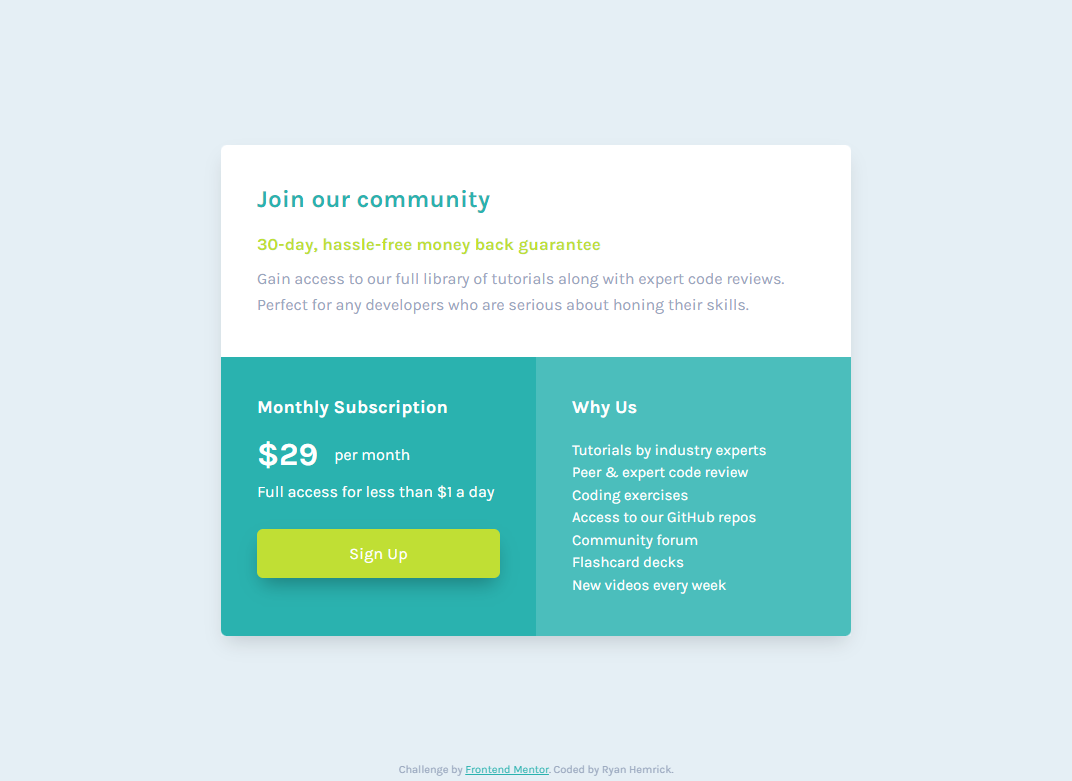 Join our community
30-day, hassle-free money back guarantee
Gain access to our full library of tutorials along with expert code reviews.
Perfect for any developers who are serious about honing their skills.
Monthly Subscription
$29 per month
Full access for less than $1 a day
Sign Up
Why Us
Tutorials by industry experts
Peer & expert code review
Coding exercises
Access to our GitHub repos
Community forum
Flashcard decks
New videos every week
Challenge by Frontend Mentor. Coded by Ryan Hemrick.